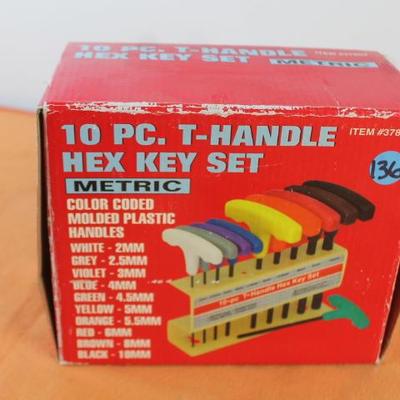 10 PC. T-HANDLE
HEX KEY SET
METRIC
10 PC. T-HANDLE
HEX KEY SET
ITEM #378
136
METRIC
COLOR CODED
MOLDED PLASTIC
HANDLES
WHITE - 2MM
GREY - 2.5MM
VIOLET - 3MM
BLUE - 4MM
GREEN - 4.5MM
YELLOW - 5MM
ORANGE - 5.5MM
RED - 6MM
BROWN - 8MM
BLACK - 10MM
10-pc T-Handle Hex Key Set